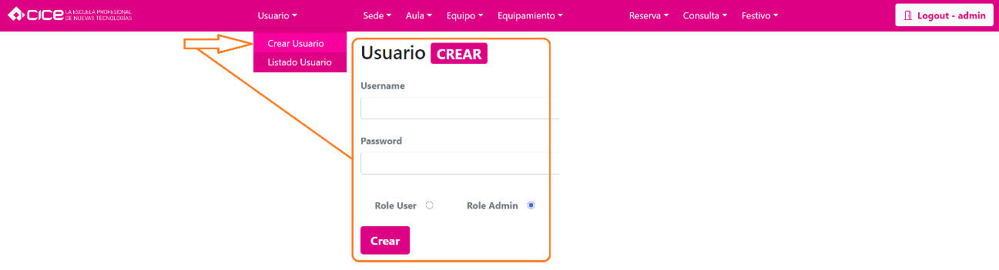 CICE LA ESCUELA PROFESIONAL
DE NUEVAS TECNOLOGÍAS
Usuario
Sede
Aula
Equipo
Equipamiento
Reserva
Consulta
Festivo
Logout - admin
Crear Usuario
Listado Usuario
Usuario CREAR
Username
Password
Role User
Role Admin
Crear